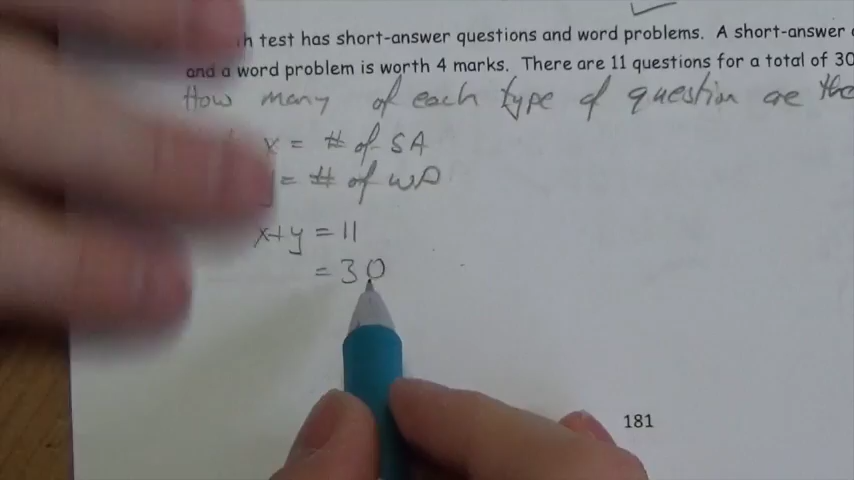 test has short-answer questions and word problems. A short-answer
and a word problem is worth 4 marks. There are 11 questions for a total of 30
How many of each type of question are the
x = # of SA
= # of WP
x+y = 11
= 30
181